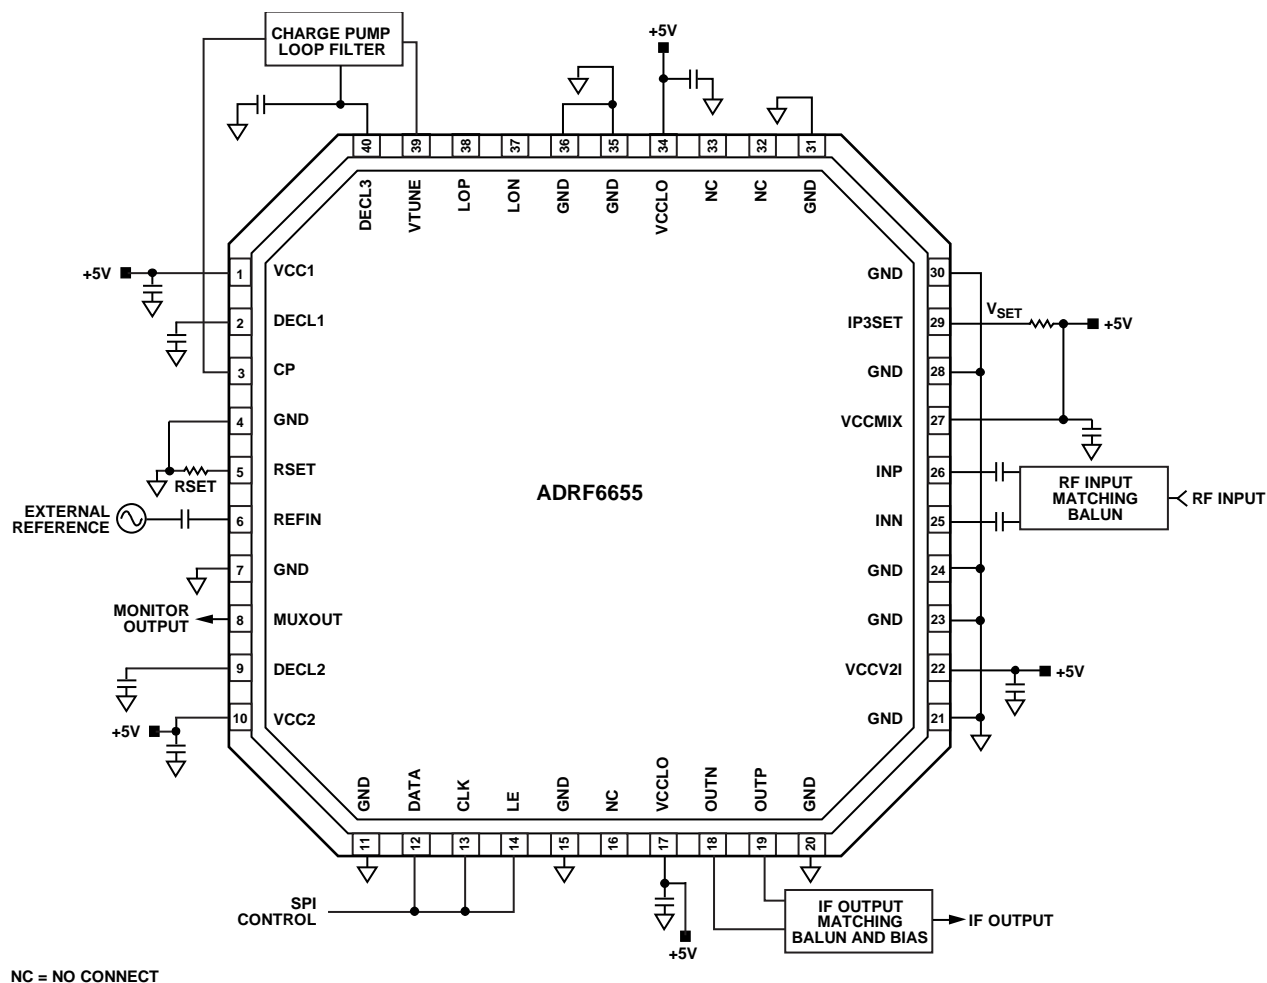 CHARGE PUMP
LOOP FILTER
+5V
40
39
38
37
36
35
34
33
32
31
DECL3
VTUNE
LOP
LON
GND
GND
VCCLO
NC
NC
GND
+5V
1
VCC1
2
DECL1
3
CP
4
GND
5
RSET
RSET
EXTERNAL
REFERENCE
6
REFIN
7
GND
MONITOR
OUTPUT
8
MUXOUT
9
DECL2
+5V
10
VCC2
ADRF6655
GND
30
IP3SET
29
VSET
+5V
GND
28
VCCMIX
27
INP
26
INN
25
RF INPUT
MATCHING
BALUN
RF INPUT
GND
24
GND
23
VCCV2I
22
+5V
GND
21
GND
DATA
CLK
LE
GND
NC
VCCLO
OUTN
OUTP
GND
11
12
13
14
15
16
17
18
19
20
SPI
CONTROL
+5V
IF OUTPUT
MATCHING
BALUN AND BIAS
IF OUTPUT
NC = NO CONNECT